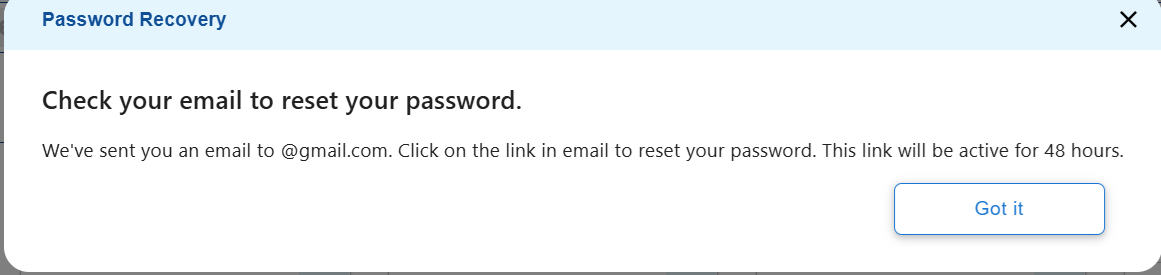 Password Recovery
Check your email to reset your password.
We've sent you an email to @gmail.com. Click on the link in email to reset your password. This link will be active for 48 hours.
Got it